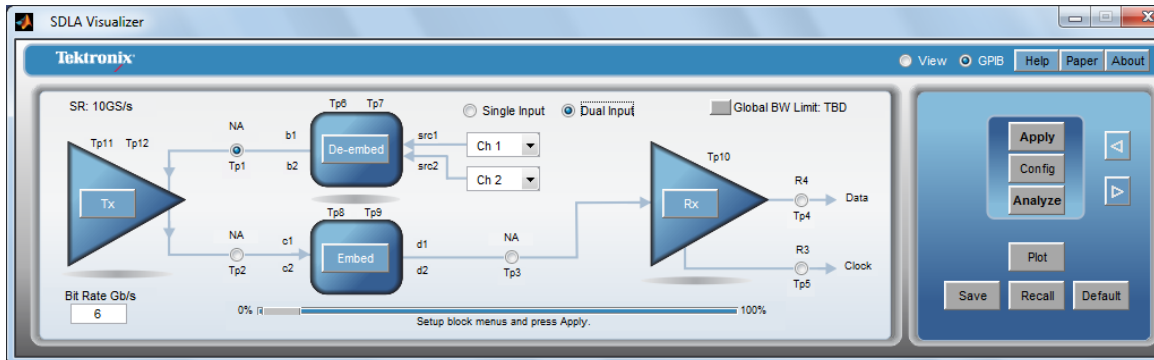 SDLA Visualizer
Tektronix
View GPIB Help Paper About
SR: 10GS/s
Tp6 Tp7
Single Input Dual Input
Global BW Limit: TBD
NA
b1
src1
Ch 1
De-embed
Tp11 Tp12
Tp1
b2
src2
Ch 2
Tp10
Tx
Rx
R4
Data
Tp4
Tp8 Tp9
NA
c1
d1
NA
Embed
Tp2
c2
d2
Tp3
R3
Clock
Tp5
Bit Rate Gb/s
6
0% 100%
Setup block menus and press Apply.
Apply
Config
Analyze
Plot
Save Recall Default